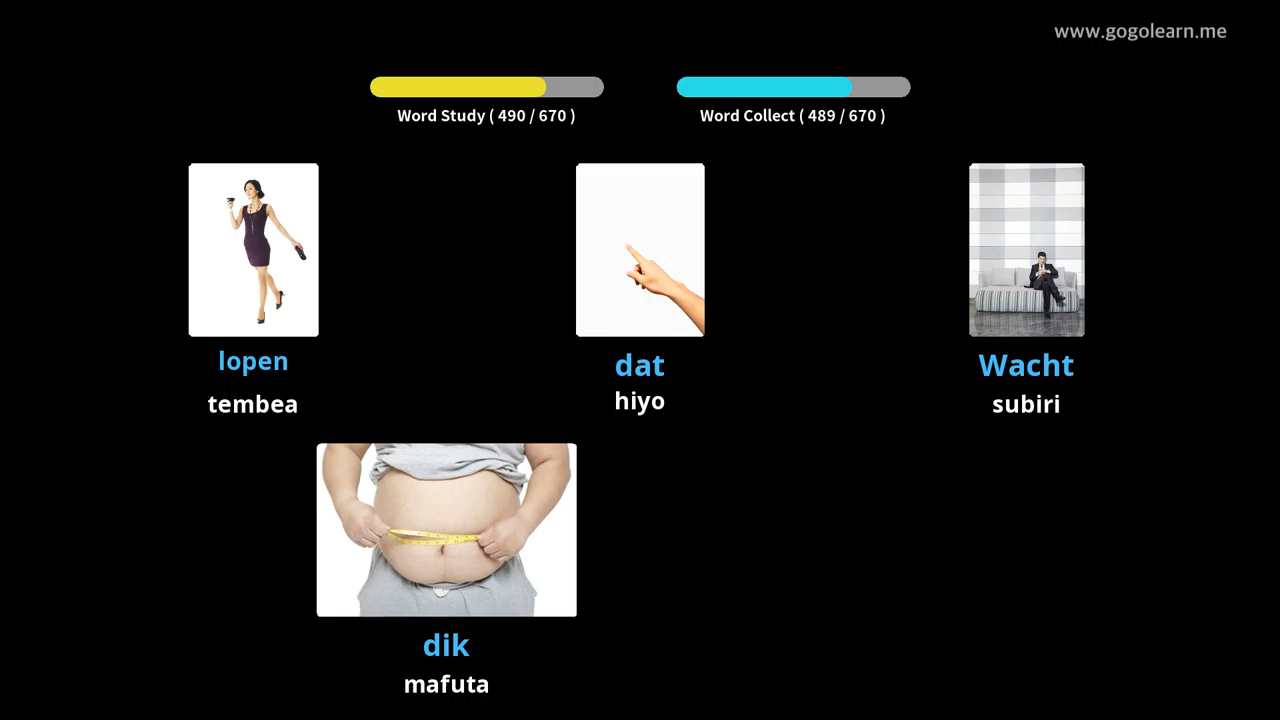 www.gogolearn.me
Word Study ( 490 / 670 )
Word Collect ( 489 / 670 )
lopen
tembea
dat
hiyo
Wacht
subiri
dik
mafuta